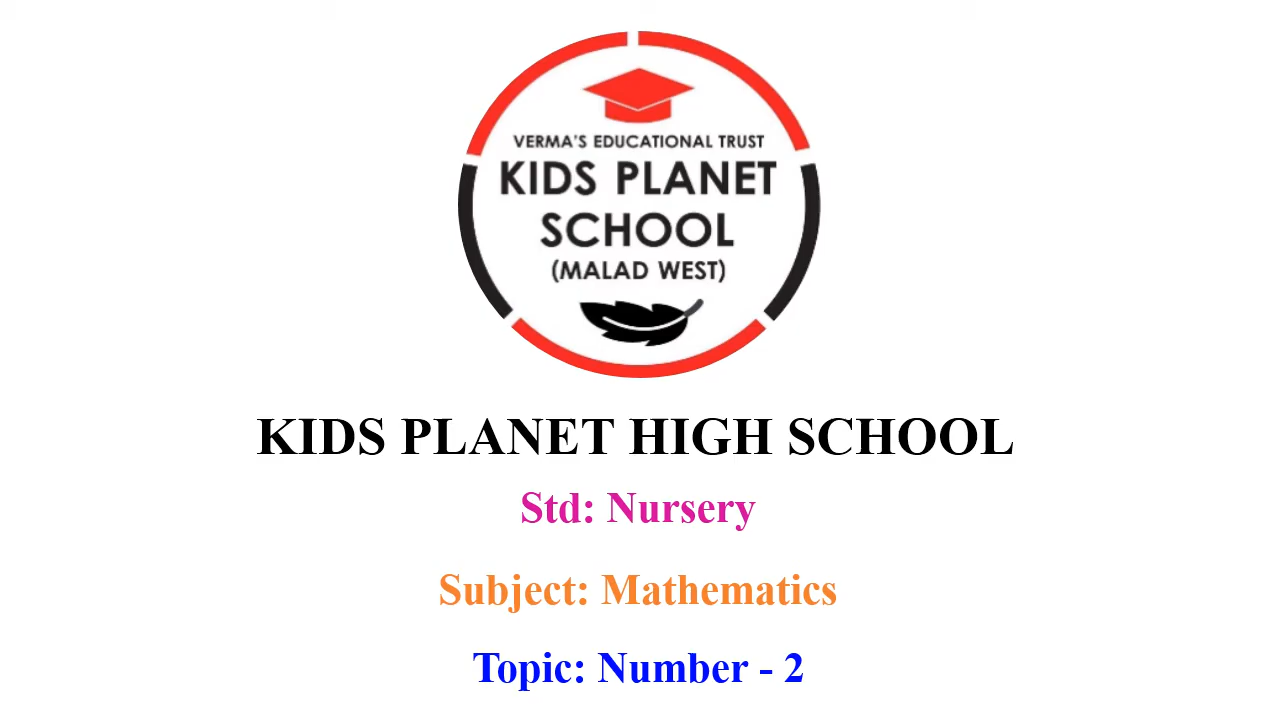 VERMA'S EDUCATIONAL TRUST
KIDS PLANET
SCHOOL
(MALAD WEST)
KIDS PLANET HIGH SCHOOL
Std: Nursery
Subject: Mathematics
Topic: Number - 2